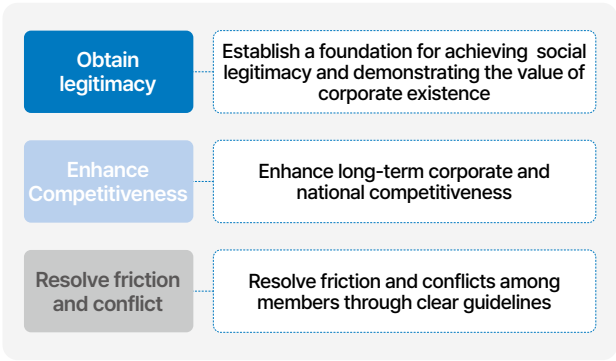 Obtain
legitimacy
Establish a foundation for achieving social
legitimacy and demonstrating the value of
corporate existence
Enhance
Competitiveness
Enhance long-term corporate and
national competitiveness
Resolve friction
and conflict
Resolve friction and conflicts among
members through clear guidelines